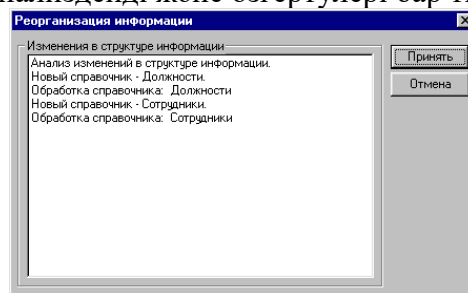 Реорганизация информации
Изменения в структуре информации
Анализ изменений в структуре информации.
Новый справочник - Должности.
Обработка справочника: Должности
Новый справочник - Сотрудники.
Обработка справочника: Сотрудники
Принять
Отмена